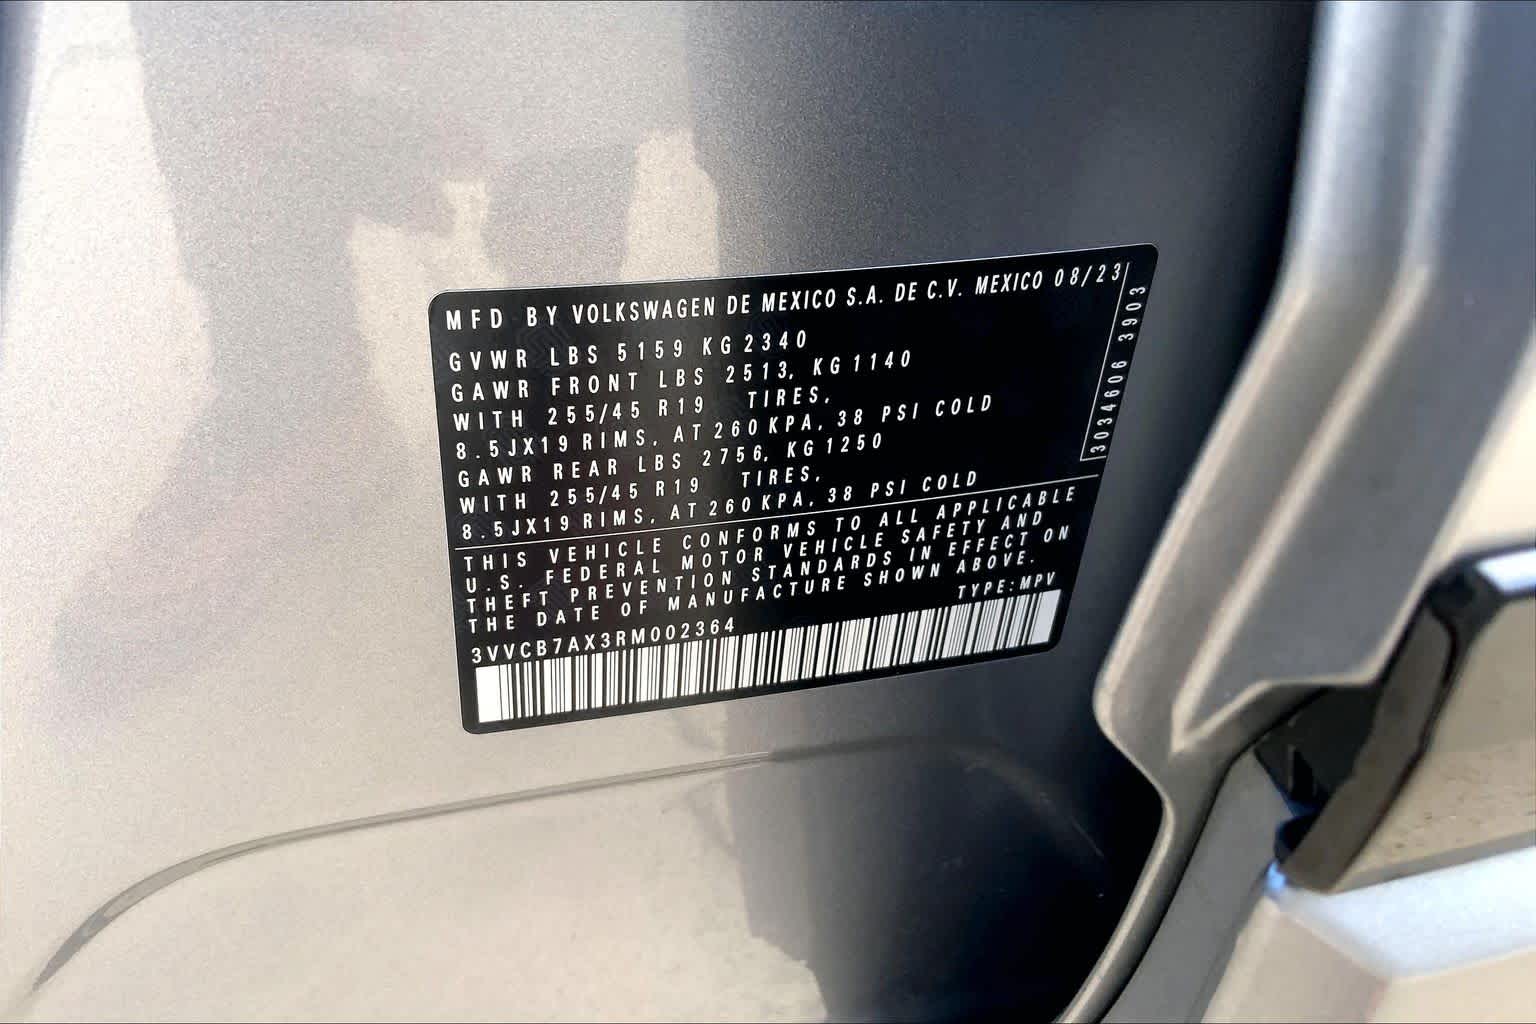 MFD BY VOLKSWAGEN DE MEXICO S.A. DE C.V. MEXICO 08/23
GVWR LBS 5159 KG 2340
GAWR FRONT LBS 2513, KG 1140
WITH 255/45 R19 TIRES,
8.5JX19 RIMS, AT 260 KPA, 38 PSI COLD
GAWR REAR LBS 2756, KG 1250
WITH 255/45 R19 TIRES,
8.5JX19 RIMS, AT 260 KPA, 38 PSI COLD
3034606 3903
THIS VEHICLE CONFORMS TO ALL APPLICABLE
U.S. FEDERAL MOTOR VEHICLE SAFETY AND
THEFT PREVENTION STANDARDS IN EFFECT ON
THE DATE OF MANUFACTURE SHOWN ABOVE.
TYPE:MPV
3VVCB7AX3RM002364